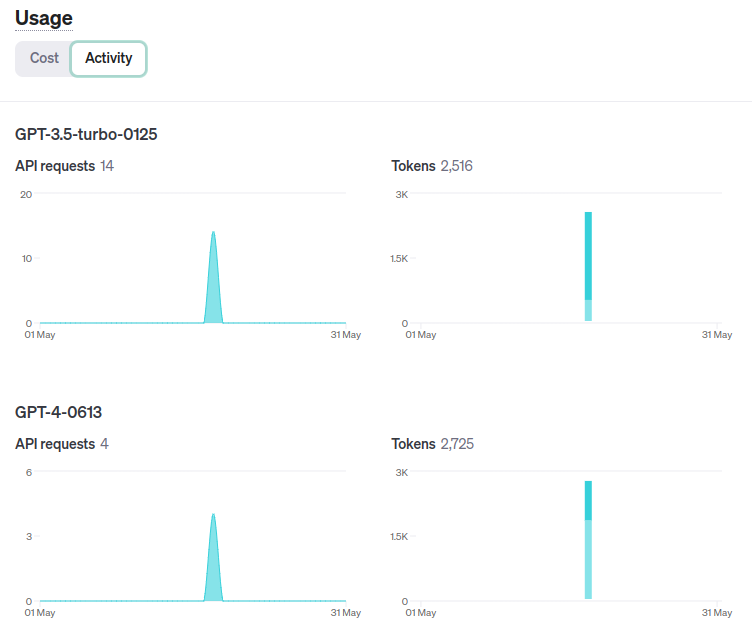 Usage
Cost Activity
GPT-3.5-turbo-0125
API requests 14
20
10
0
01 May 31 May
Tokens 2,516
3K
1.5K
0
01 May 31 May
GPT-4-0613
API requests 4
6
3
0
01 May 31 May
Tokens 2,725
3K
1.5K
0
01 May 31 May